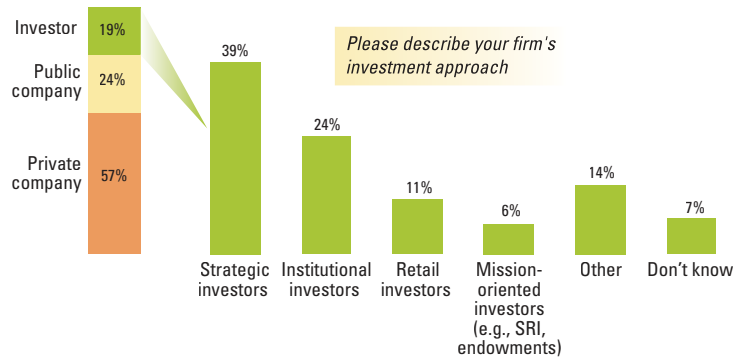 Investor
19%
Public
company
24%
Private
company
57%
Please describe your firm's
investment approach
39%
24%
11%
6%
14%
7%
Strategic
investors
Institutional
investors
Retail
investors
Mission-
oriented
investors
(e.g., SRI,
endowments)
Other
Don't know